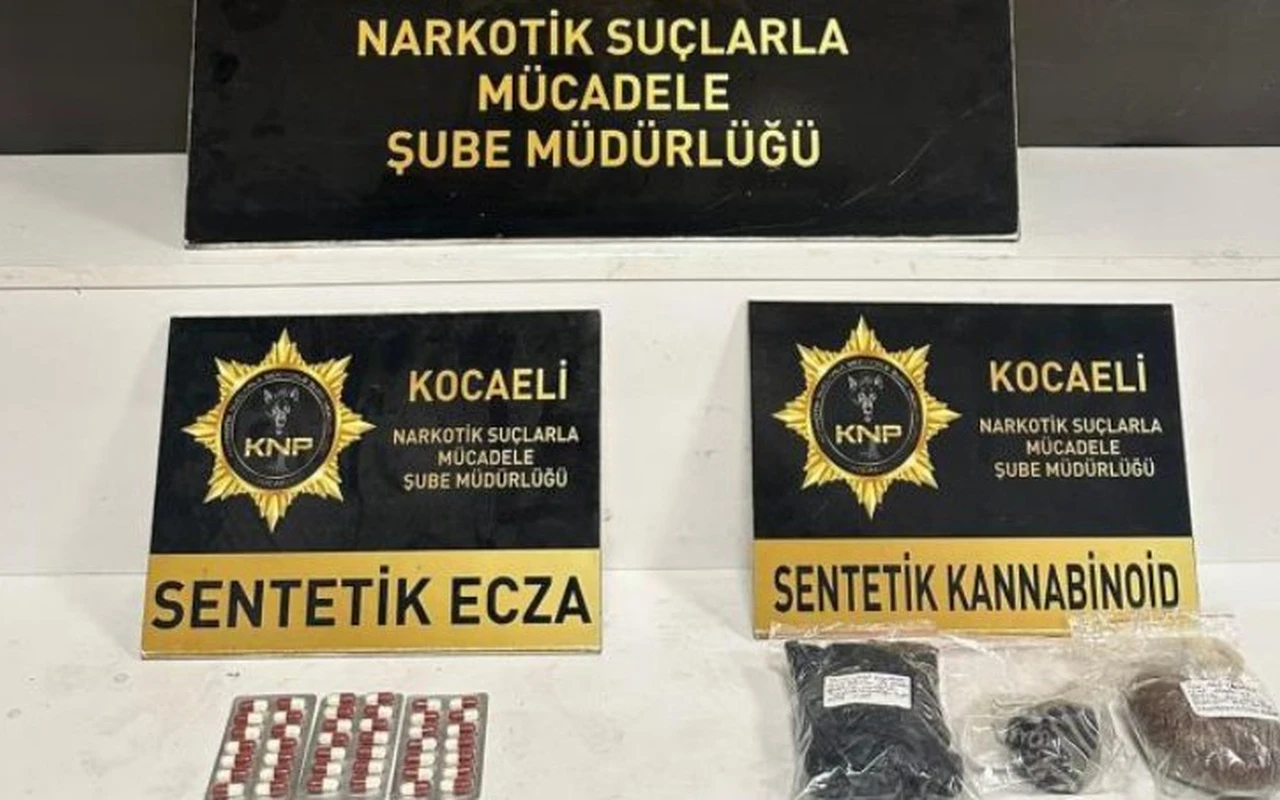 NARKOTİK SUÇLARLA
MÜCADELE
ŞUBE MÜDÜRLÜĞÜ
KNP
KOCAELİ
NARKOTİK SUÇLARLA
MÜCADELE
ŞUBE MÜDÜRLÜĞÜ
SENTETİK ECZA
KNP
KOCAELİ
NARKOTİK SUÇLARLA
MÜCADELE
ŞUBE MÜDÜRLÜĞÜ
SENTETİK KANNABİNOİD